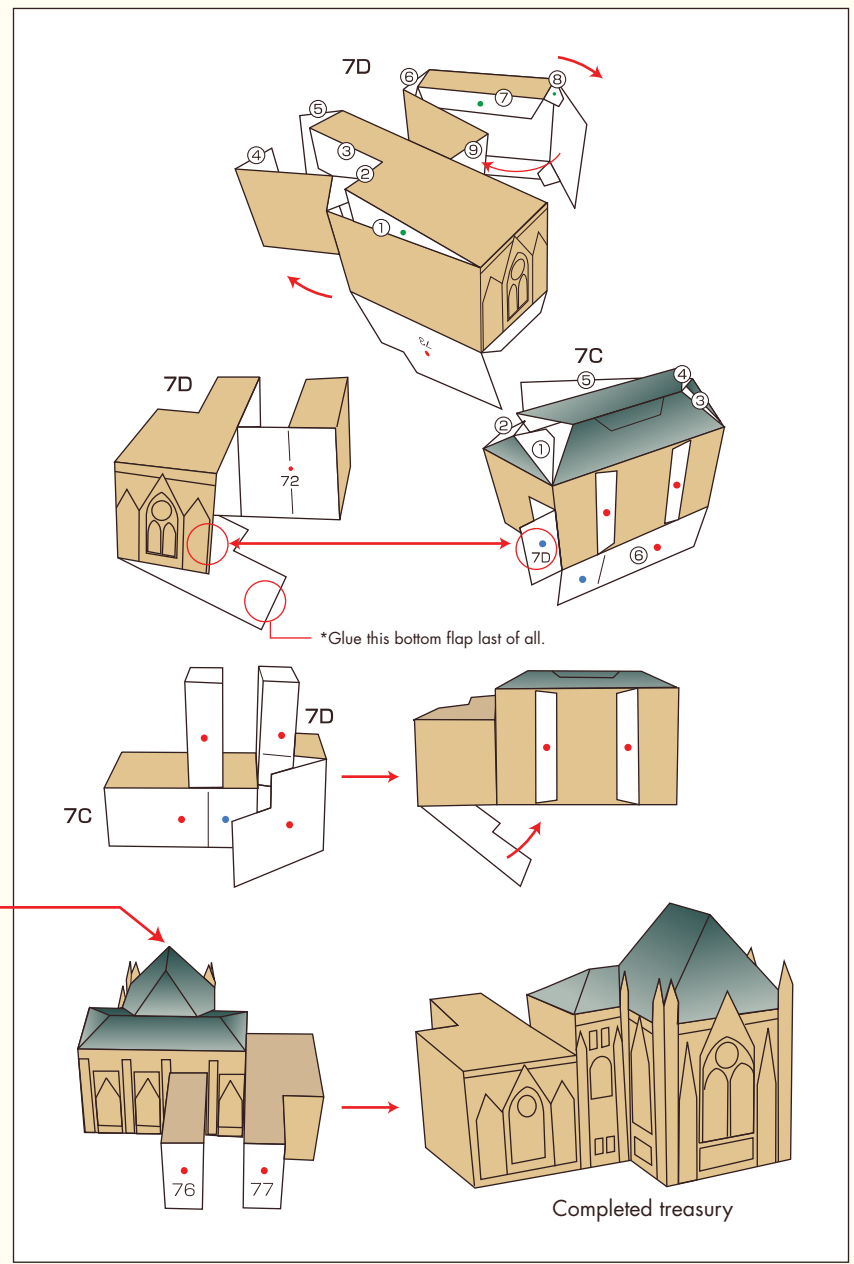 7D
⑥
⑧
⑦
⑤
③
④
②
⑨
①
73
7C
④
⑤
③
②
①
7D
72
7D
⑥
*Glue this bottom flap last of all.
7D
7C
76
77
Completed treasury